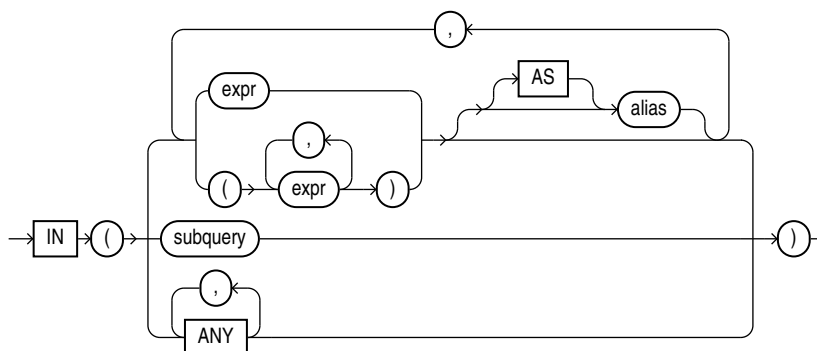 ,
AS
expr
alias
,
( expr )
IN ( subquery )
,
ANY